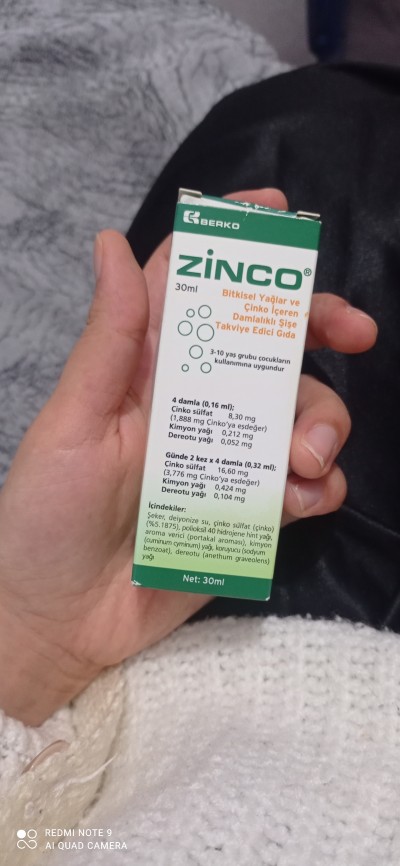 BERKO
ZİNCO®
30ml
Bitkisel Yağlar ve
Çinko İçeren
Damlalıklı Şişe
Takviye Edici Gıda
3-10 yaş grubu çocukların
kullanımına uygundur
4 damla (0,16 ml);
Çinko sülfat 8,30 mg
(1,888 mg Çinko'ya eşdeğer)
Kimyon yağı 0,212 mg
Dereotu yağı 0,052 mg
Günde 2 kez x 4 damla (0,32 ml);
Çinko sülfat 16,60 mg
(3,776 mg Çinko'ya eşdeğer)
Kimyon yağı 0,424 mg
Dereotu yağı 0,104 mg
İçindekiler:
Şeker, deiyonize su, çinko sülfat (çinko)
(%5.1875), polioksil 40 hidrojene hint yağı,
aroma verici (portakal aroması), kimyon
(cuminum cyminum) yağı, koruyucu (sodyum
benzoat), dereotu (anethum graveolens)
yağı
Net: 30ml
REDMI NOTE 9
AI QUAD CAMERA